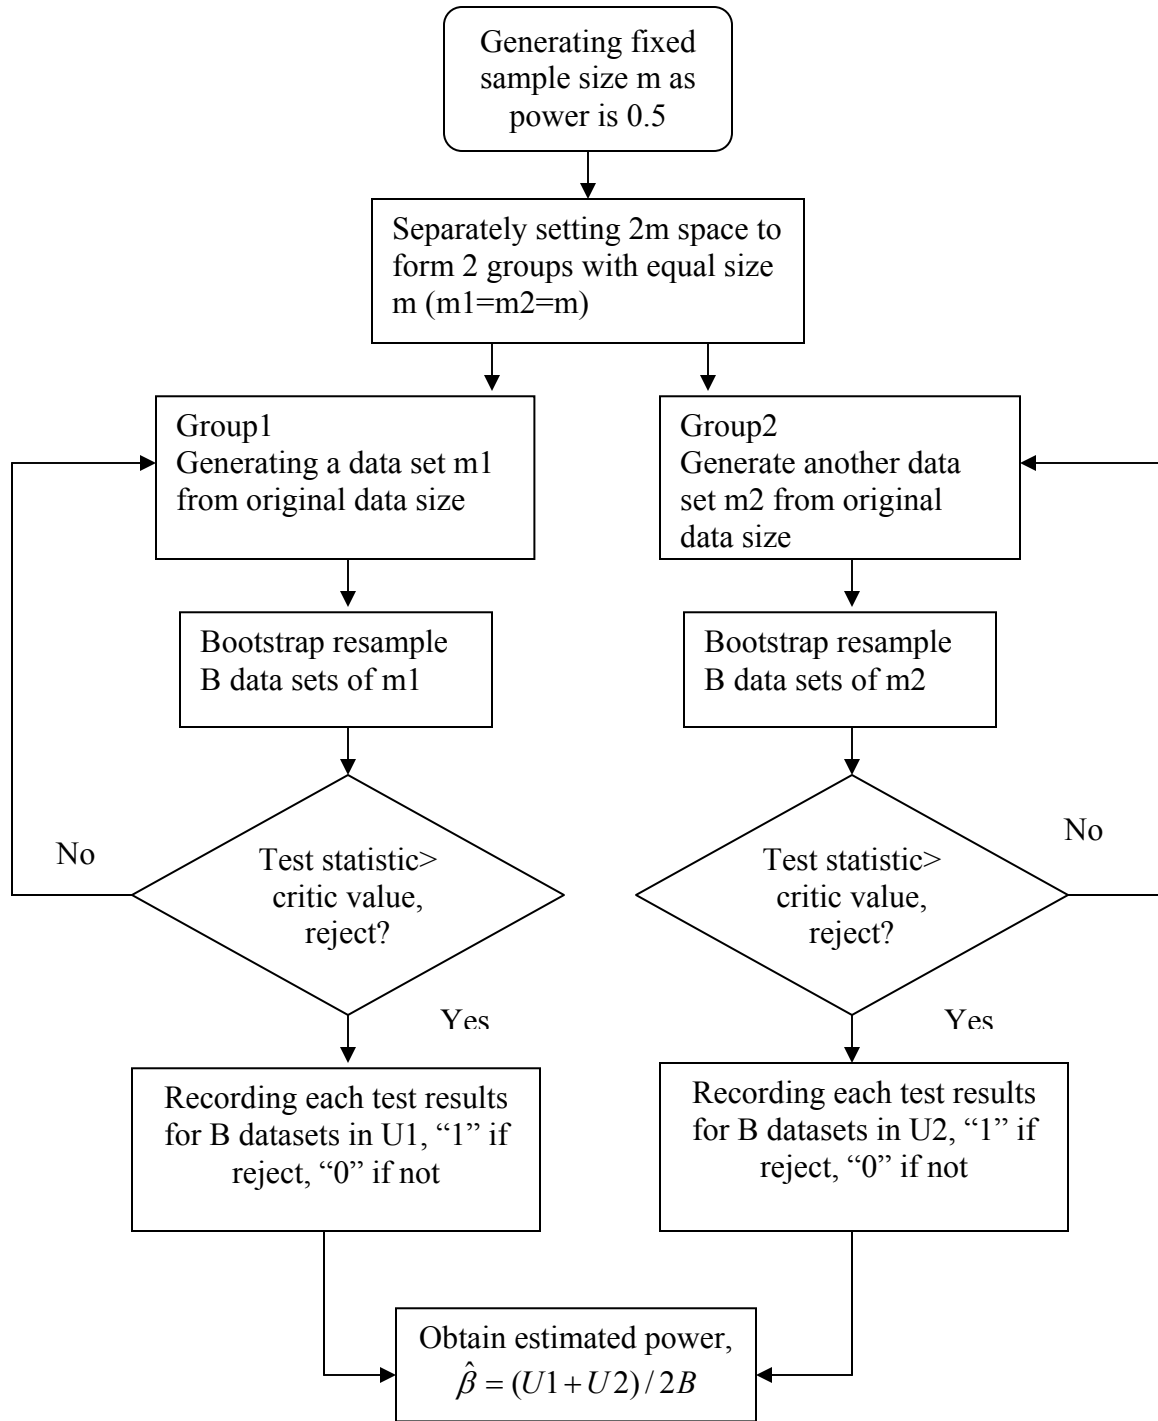 Generating fixed
sample size m as
power is 0.5
Separately setting 2m space to
form 2 groups with equal size
m (m1=m2=m)
Group1
Generating a data set m1
from original data size
Group2
Generate another data
set m2 from original
data size
Bootstrap resample
B data sets of m1
Bootstrap resample
B data sets of m2
No
Test statistic>
critic value,
reject?
Test statistic>
critic value,
reject?
No
Yes
Yes
Recording each test results
for B datasets in U1, “1” if
reject, “0” if not
Recording each test results
for B datasets in U2, “1” if
reject, “0” if not
Obtain estimated power,
β̂ = (U1+U2)/2B